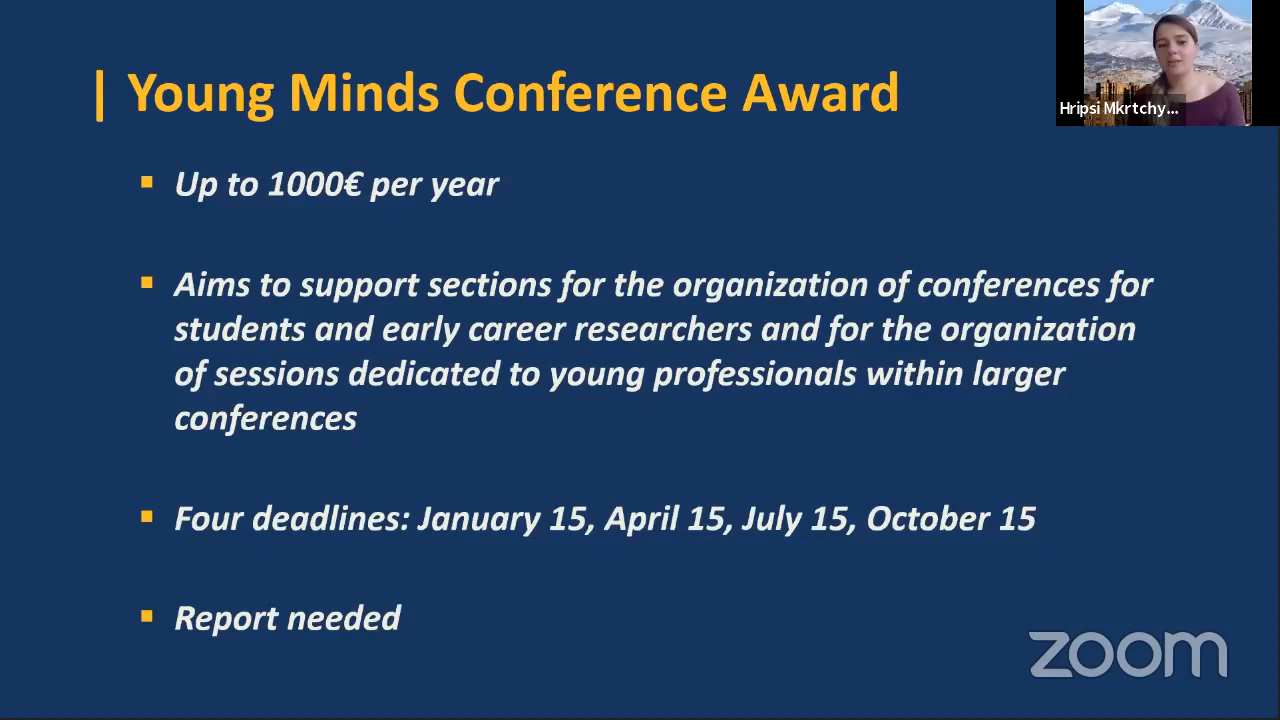 | Young Minds Conference Award
Hripsi Mkrtchy...
▪ Up to 1000€ per year
▪ Aims to support sections for the organization of conferences for
students and early career researchers and for the organization
of sessions dedicated to young professionals within larger
conferences
▪ Four deadlines: January 15, April 15, July 15, October 15
▪ Report needed
zoom